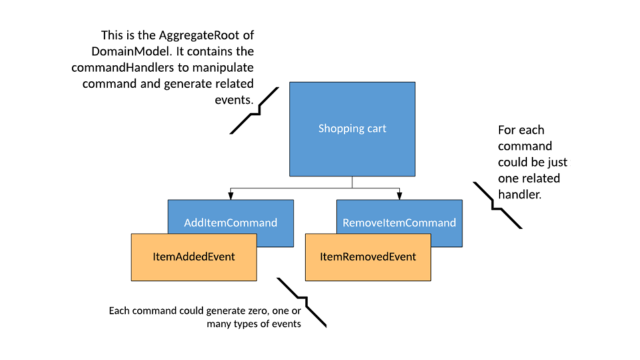 This is the AggregateRoot of
DomainModel. It contains the
commandHandlers to manipulate
command and generate related
events.
Shopping cart
For each
command
could be just
one related
handler.
AddItemCommand
RemoveItemCommand
ItemAddedEvent
ItemRemovedEvent
Each command could generate zero, one or
many types of events